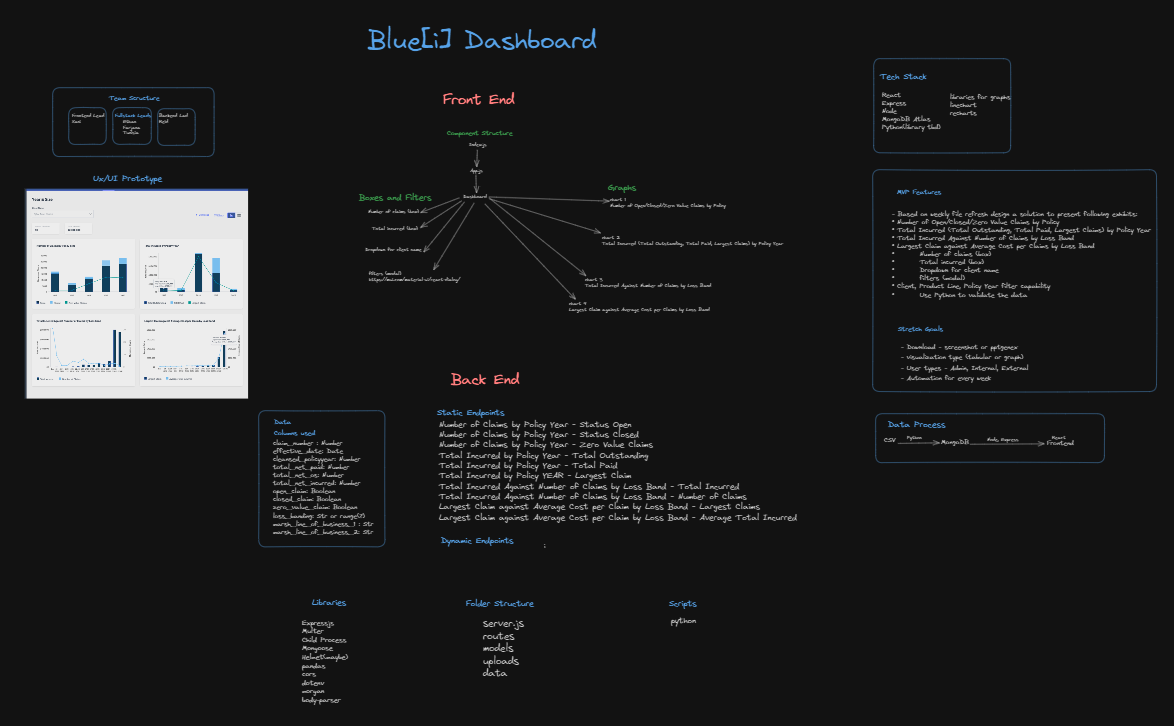 Blue[i] Dashboard
Team Structure
Frontend Lead
Fullstack Leads
Backend Lead
Ux/UI Prototype
Front End
Component Structure
Index.js
App.js
Dashboard
Boxes and Filters
Number of claims (box)
Total incurred (box)
Dropdown for client name
filters (modal)
Graphs
Chart 1
Number of Open/Closed/Zero Value Claims by Policy
Chart 2
Total Incurred (Total Outstanding, Total Paid, Largest Claims) by Policy Year
Chart 3
Total Incurred Against Number of Claims by Loss Band
Chart 4
Largest Claim against Average Cost per Claims by Loss Band
Tech Stack
React
Express
Node
MongoDB Atlas
Python(library tbd)
libraries for graphs
linechart
recharts
MVP Features
- Based on weekly file refresh design a solution to present following exhibits:
• Number of Open/Closed/Zero Value Claims by Policy
• Total Incurred (Total Outstanding, Total Paid, Largest Claims) by Policy Year
• Total Incurred Against Number of Claims by Loss Band
• Largest Claim against Average Cost per Claims by Loss Band
• Number of claims (box)
• Total incurred (box)
• Dropdown for client name
• filters (modal)
• Client, Product Line, Policy Year filter capability
• Use Python to validate the data
Stretch Goals
- Download - screenshot or pptgenex
- Visualization type (tabular or graph)
- User types - Admin, Internal, External
- Automation for every week
Data Process
CSV
Python
MongoDB
Node, Express
React
Frontend
Back End
Static Endpoints
Number of Claims by Policy Year - Status Open
Number of Claims by Policy Year - Status Closed
Number of Claims by Policy Year - Zero Value Claims
Total Incurred by Policy Year - Total Outstanding
Total Incurred by Policy Year - Total Paid
Total Incurred by Policy YEAR - Largest Claim
Total Incurred Against Number of Claims by Loss Band - Total Incurred
Total Incurred Against Number of Claims by Loss Band - Number of Claims
Largest Claim against Average Cost per Claim by Loss Band - Largest Claims
Largest Claim against Average Cost per Claim by Loss Band - Average Total Incurred
Dynamic Endpoints
;
Data
Columns used
claim_number : Number
effective_date: Date
cleansed_policyyear: Number
total_net_paid: Number
total_net_os: Number
total_net_incurred: Number
open_claim: Boolean
closed_claim: Boolean
zero_value_claim: Boolean
loss_banding: Str or range(?)
marsh_line_of_business_1 : Str
marsh_line_of_business_2: Str
Libraries
Expressjs
Multer
Child Process
Mongoose
Helmet(maybe)
pandas
cors
dotenv
morgan
body-parser
Folder Structure
server.js
routes
models
uploads
data
Scripts
python